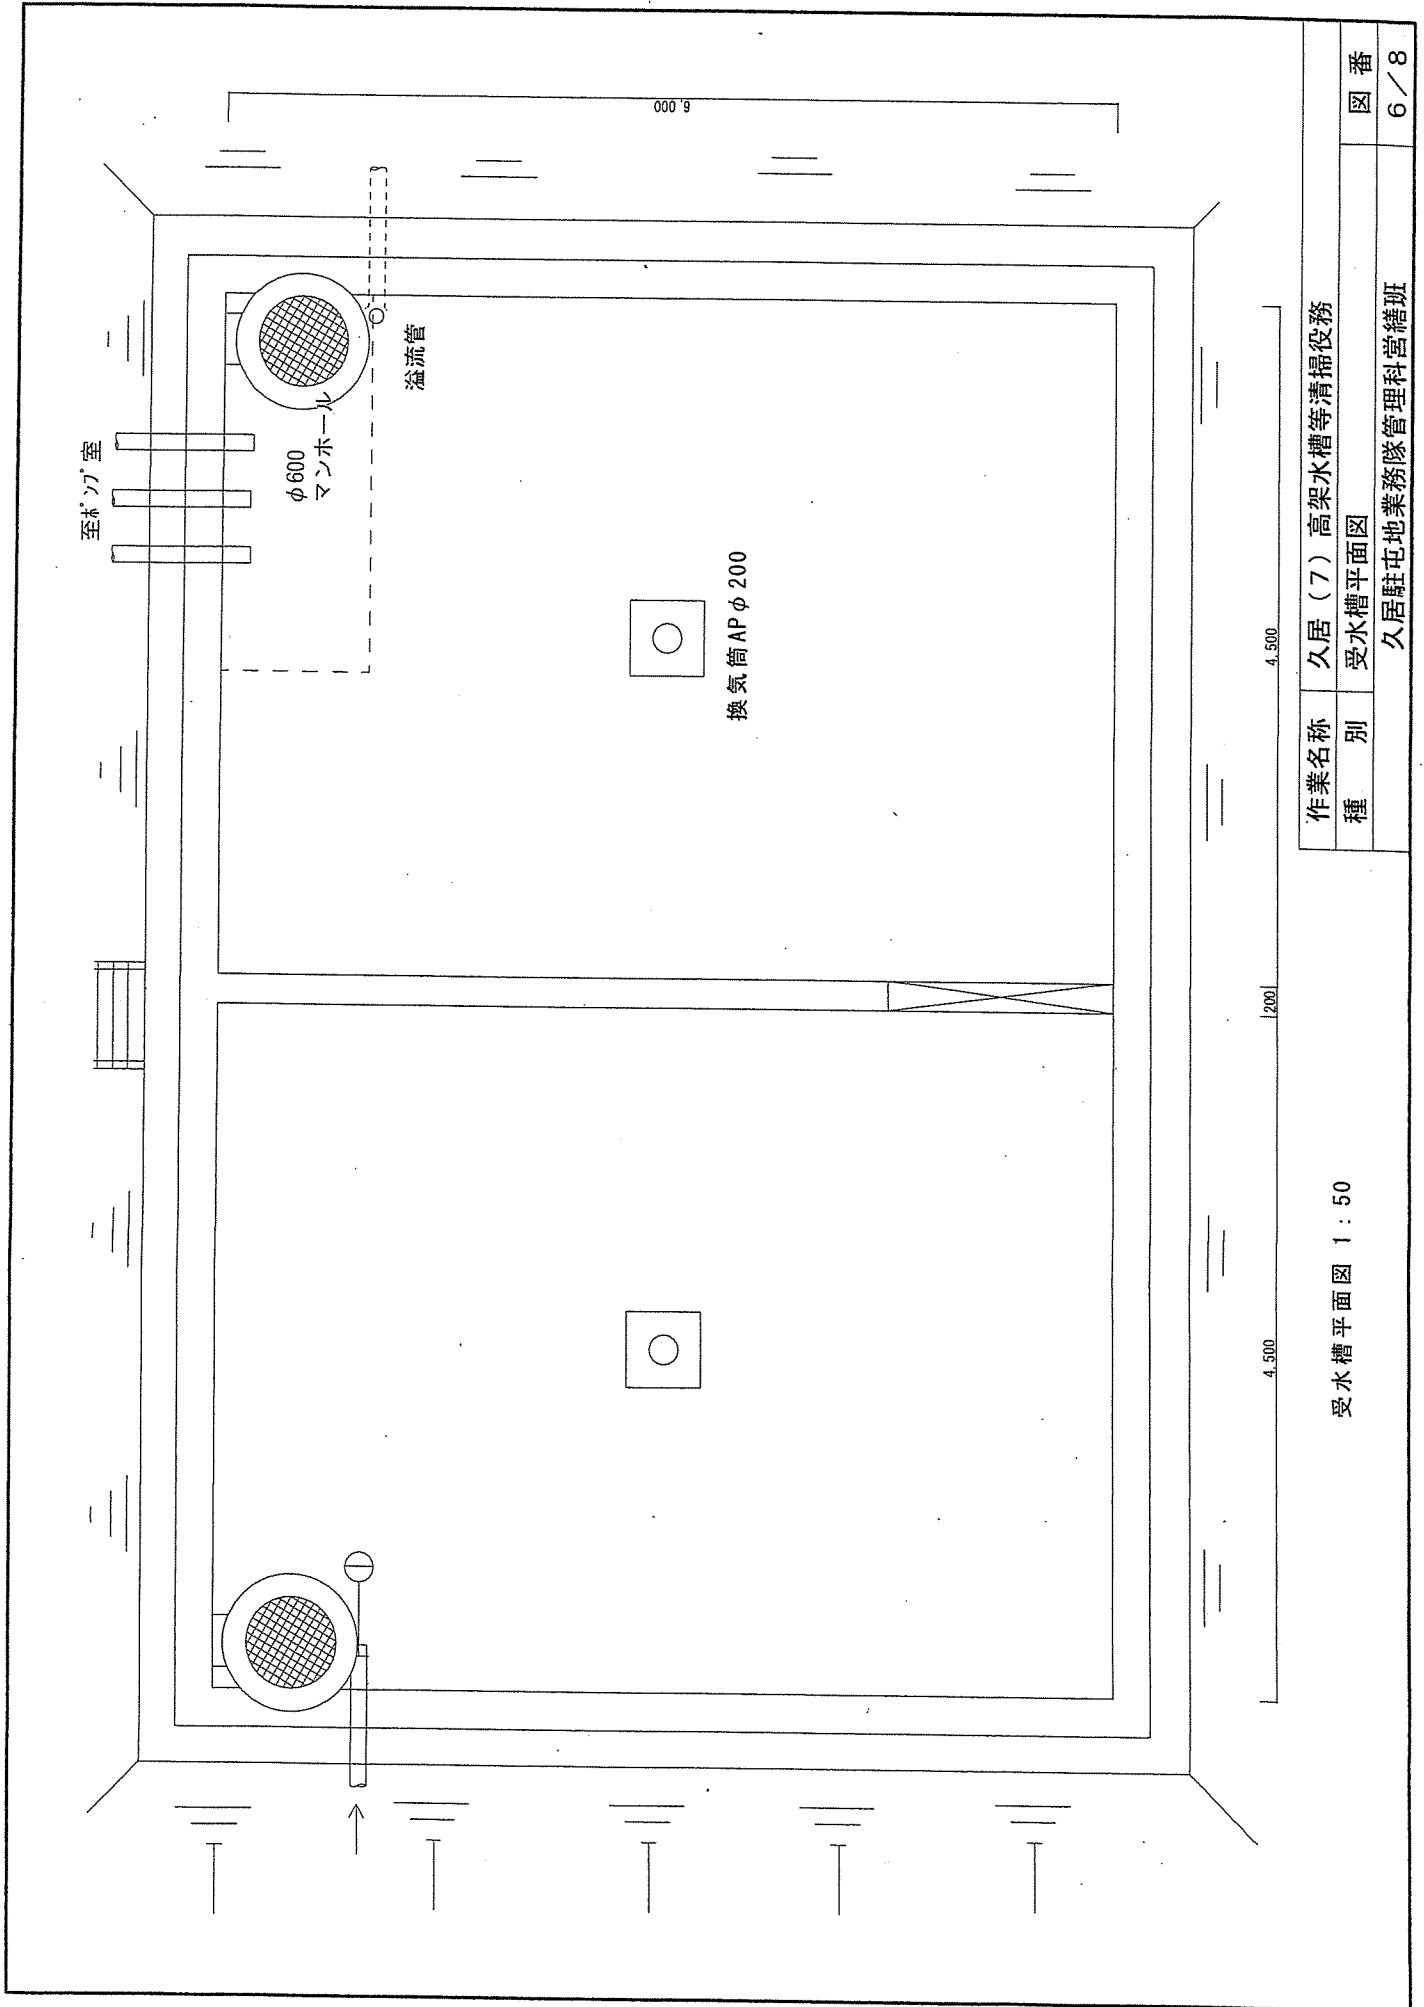 至ポンプ室
φ600
マンホール
溢流管
換気筒APφ200
6,000
4,500
200
4,500
受水槽平面図 1:50
作業名称 久居(7)高架水槽等清掃役務
種 別 受水槽平面図 図 番
久居駐屯地業務隊管理科営繕班 6/8